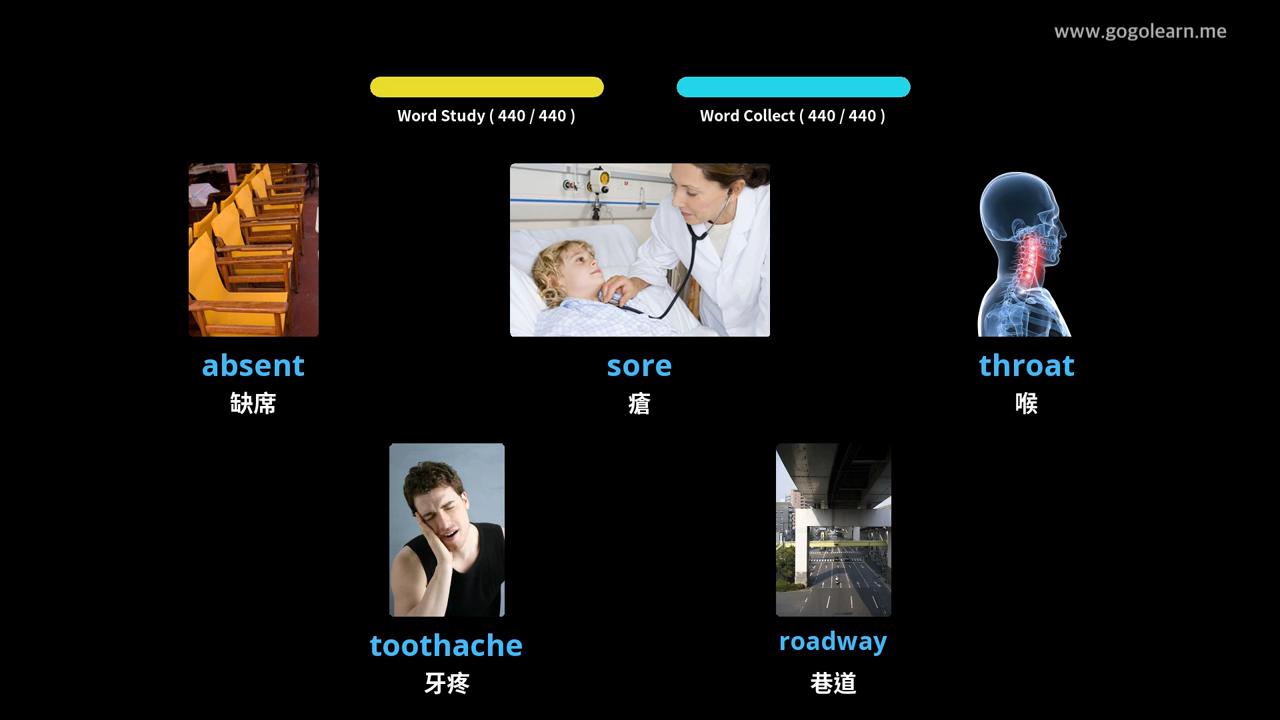 www.gogolearn.me
Word Study ( 440 / 440 )
Word Collect ( 440 / 440 )
absent
缺席
sore
瘡
throat
喉
toothache
牙疼
roadway
巷道